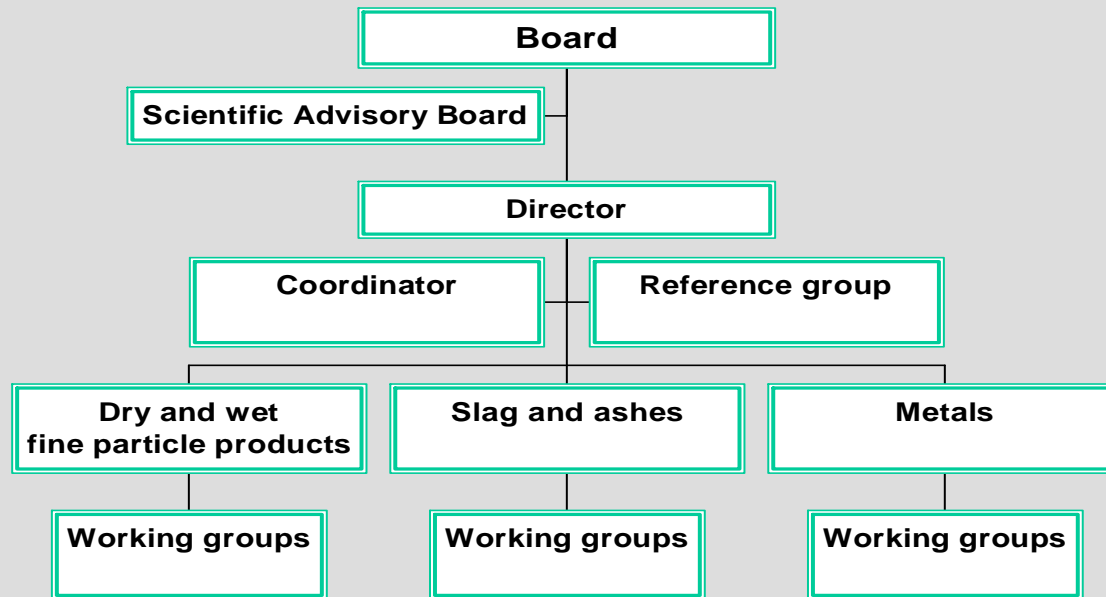 Board
Scientific Advisory Board
Director
Coordinator
Reference group
Dry and wet
fine particle products
Slag and ashes
Metals
Working groups
Working groups
Working groups